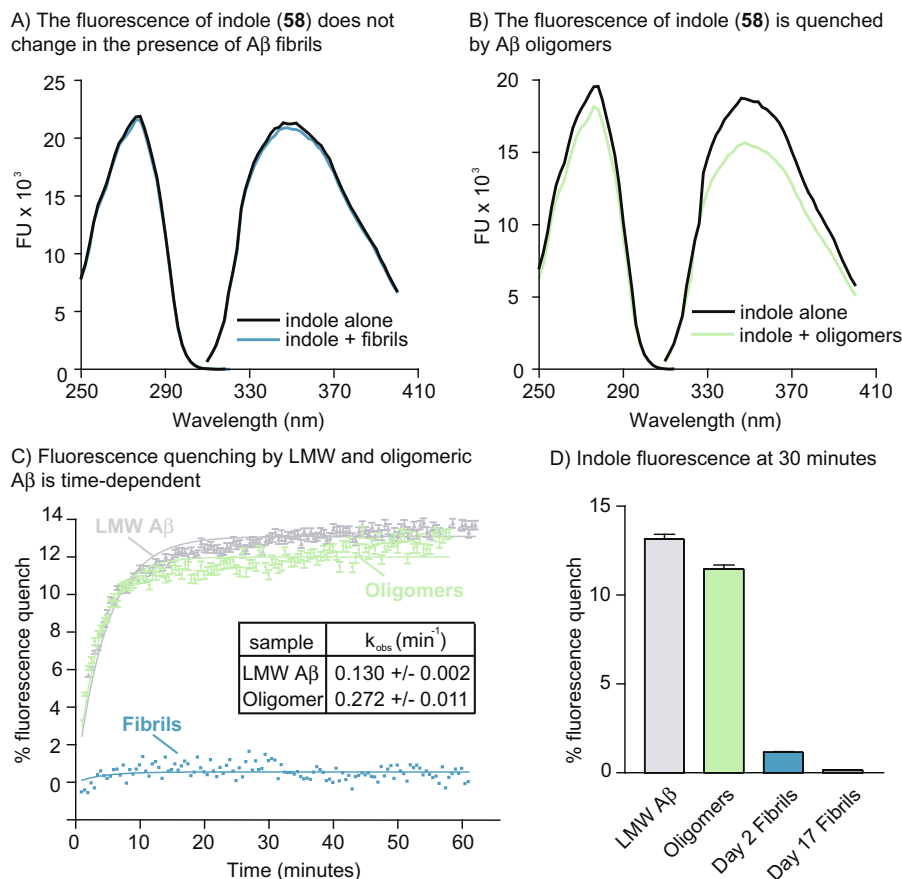 A) The fluorescence of indole (58) does not
change in the presence of Aβ fibrils
25
20
15
10
5
0
FU x 10³
indole alone
indole + fibrils
250 290 330 370 410
Wavelength (nm)
B) The fluorescence of indole (58) is quenched
by Aβ oligomers
20
15
10
5
0
FU x 10³
indole alone
indole + oligomers
250 290 330 370 410
Wavelength (nm)
C) Fluorescence quenching by LMW and oligomeric
Aβ is time-dependent
14
12
10
8
6
4
2
0
% fluorescence quench
LMW Aβ
Oligomers
sample kobs (min⁻¹)
LMW Aβ 0.130 +/- 0.002
Oligomer 0.272 +/- 0.011
Fibrils
0 10 20 30 40 50 60
Time (minutes)
D) Indole fluorescence at 30 minutes
15
10
5
0
% fluorescence quench
LMW Aβ
Oligomers
Day 2 Fibrils
Day 17 Fibrils